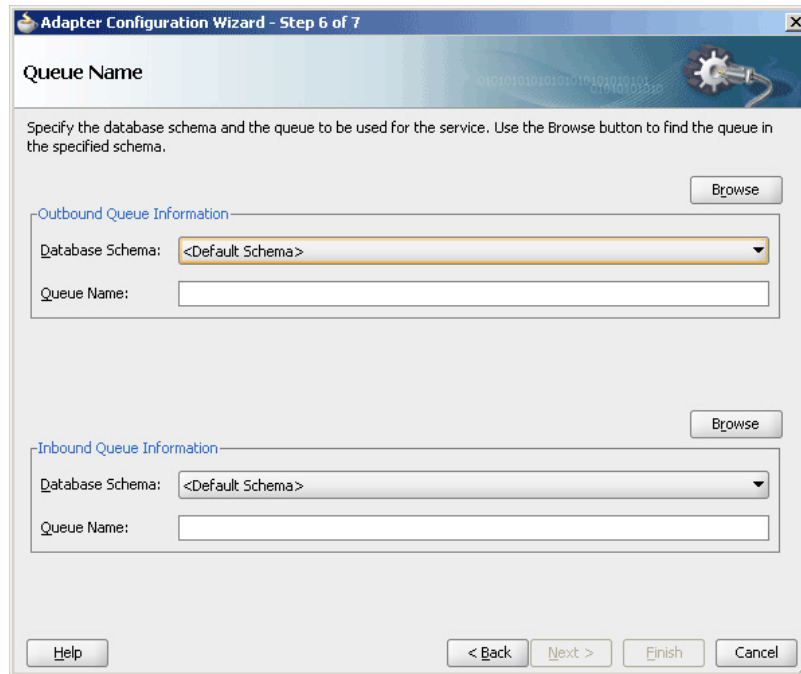 Adapter Configuration Wizard - Step 6 of 7
Queue Name
Specify the database schema and the queue to be used for the service. Use the Browse button to find the queue in
the specified schema.
Browse
Outbound Queue Information
Database Schema: <Default Schema>
Queue Name:
Browse
Inbound Queue Information
Database Schema: <Default Schema>
Queue Name:
Help < Back Next > Finish Cancel